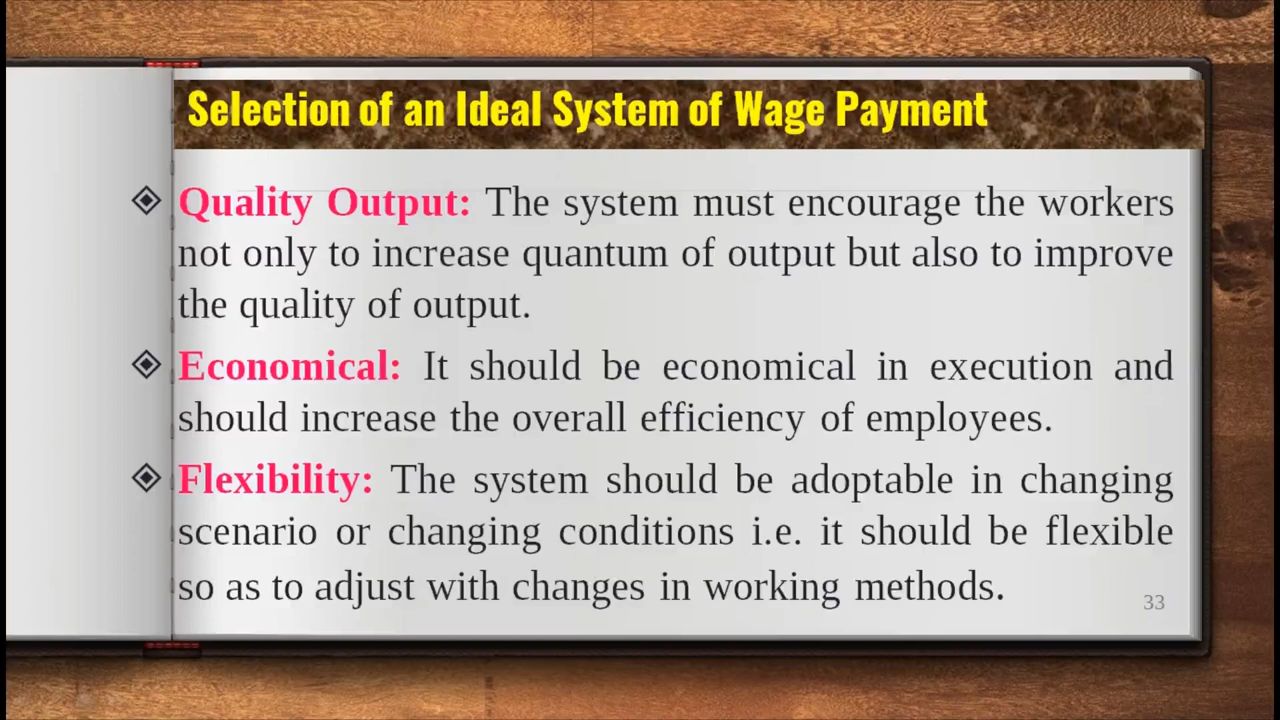 Selection of an Ideal System of Wage Payment
Quality Output: The system must encourage the workers
not only to increase quantum of output but also to improve
the quality of output.
Economical: It should be economical in execution and
should increase the overall efficiency of employees.
Flexibility: The system should be adoptable in changing
scenario or changing conditions i.e. it should be flexible
so as to adjust with changes in working methods.
33